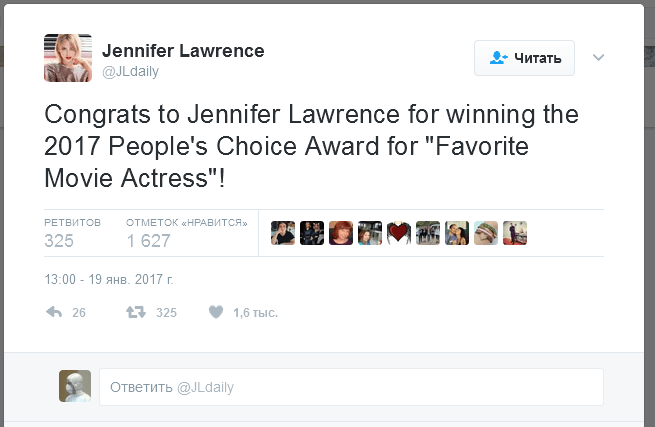 Jennifer Lawrence
@JLdaily
Читать
Congrats to Jennifer Lawrence for winning the
2017 People's Choice Award for "Favorite
Movie Actress"!
РЕТВИТОВ
325
ОТМЕТОК «НРАВИТСЯ»
1 627
13:00 - 19 янв. 2017 г.
26
325
1,6 тыс.
Ответить @JLdaily